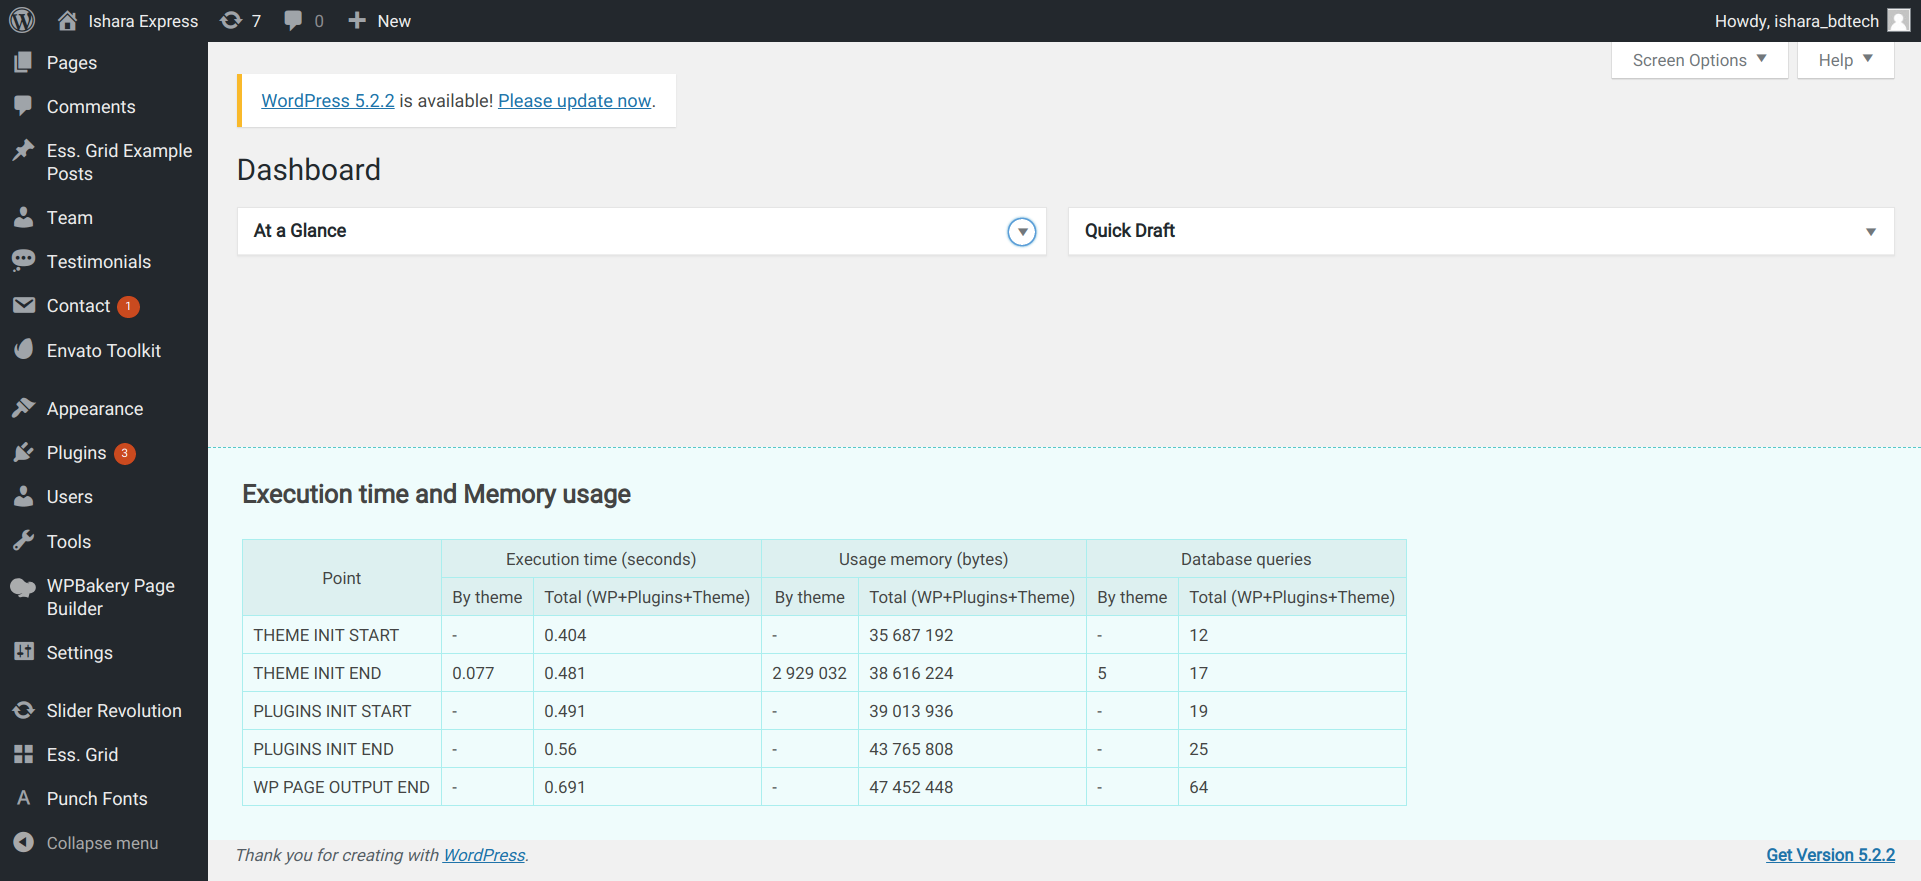 Ishara Express 7 0 New Howdy, ishara_bdtech
Pages
Comments
Ess. Grid Example
Posts
Team
Testimonials
Contact 1
Envato Toolkit
Appearance
Plugins 3
Users
Tools
WPBakery Page
Builder
Settings
Slider Revolution
Ess. Grid
A Punch Fonts
Collapse menu
Screen Options Help
WordPress 5.2.2 is available! Please update now.
Dashboard
At a Glance
Quick Draft
Execution time and Memory usage
Point Execution time (seconds) Usage memory (bytes) Database queries
By theme Total (WP+Plugins+Theme) By theme Total (WP+Plugins+Theme) By theme Total (WP+Plugins+Theme)
THEME INIT START - 0.404 - 35 687 192 - 12
THEME INIT END 0.077 0.481 2 929 032 38 616 224 5 17
PLUGINS INIT START - 0.491 - 39 013 936 - 19
PLUGINS INIT END - 0.56 - 43 765 808 - 25
WP PAGE OUTPUT END - 0.691 - 47 452 448 - 64
Thank you for creating with WordPress. Get Version 5.2.2